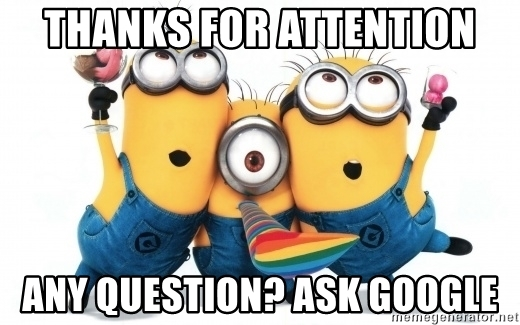 THANKS FOR ATTENTION
ANY QUESTION? ASK GOOGLE
memegenerator.net